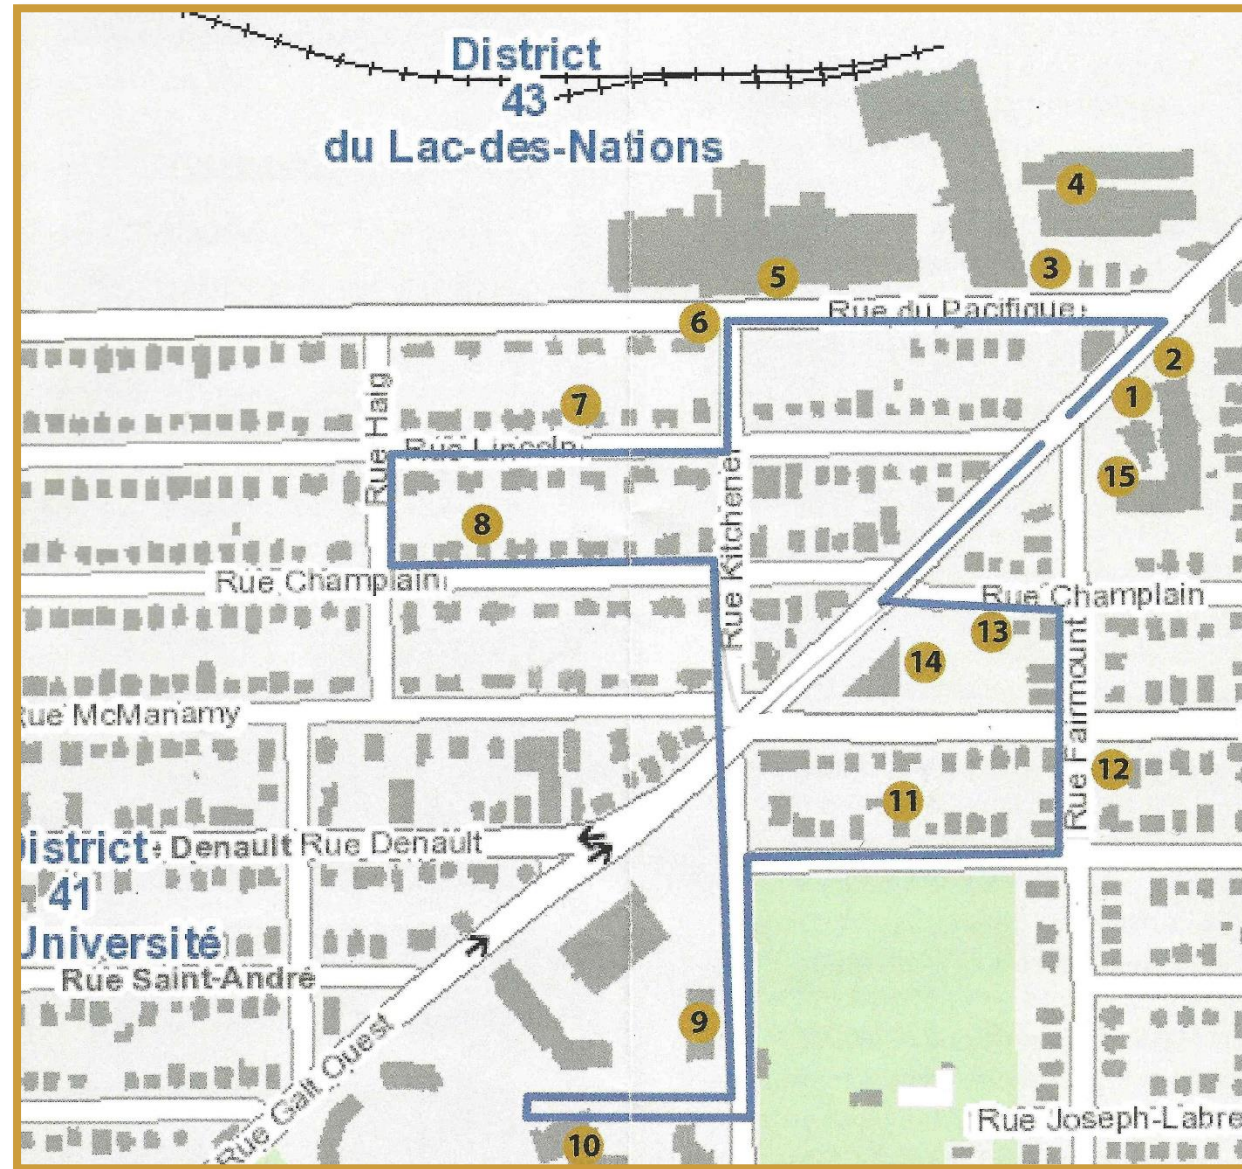 District
43
du Lac-des-Nations
4
3
5
6
Rue du Pacifique
2
1
7
Rue Haig
Rue Lincoln
15
8
Rue Kitchener
Rue Champlain
Rue Champlain
13
14
Rue McManamy
Rue Fairmount
12
11
District
Denault
Rue Denault
41
Université
Rue Saint-André
9
Rue Galt Ouest
10
Rue Joseph-Labre